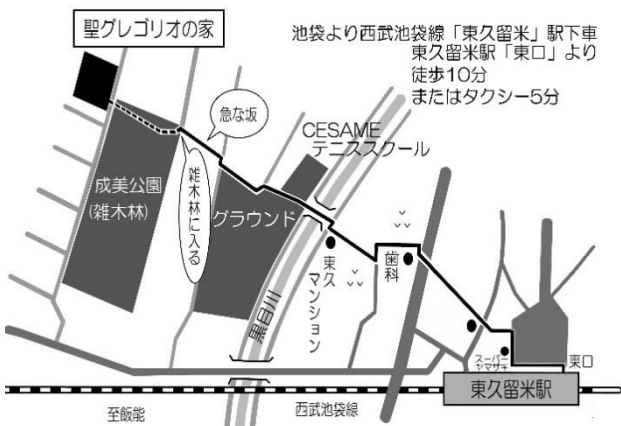 聖グレゴリオの家
池袋より西武池袋線「東久留米」駅下車
東久留米駅「東口」より
徒歩10分
またはタクシー5分
急な坂
CESAME
テニススクール
成美公園
(雑木林)
雑木林に入る
グラウンド
東久
マンション
歯科
黒目川
スーパー
ヤマザキ
東口
東久留米駅
至飯能
西武池袋線